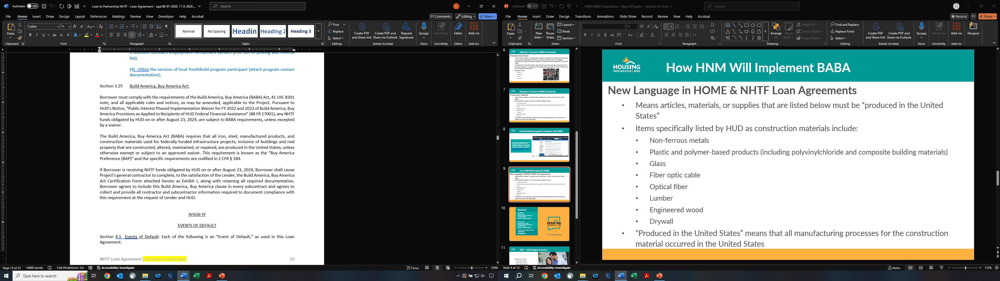 AutoSave Off
Loan to Partnership NHTF - Loan Agreement - upd 08-07-2020, 11-8-2024....
Search
JC
File Home Insert Draw Design Layout References Mailings Review View Developer Help Acrobat
Comments Editing Share
Paste
Clipboard
Calibri 11
Font
Paragraph
Normal
No Spacing
Headin
Heading 2
Heading 3
Styles
Find
Replace
Select
Editing
Create PDF and Share link
Create PDF and Share via Outlook
Request Signatures
Adobe Acrobat
Dictate
Voice
Sensitivity
Sensitivity
Editor
Editor
Add-ins
Add-ins
a business outreach employment recruitment (attach print out of posting and referral
list);
(4) Utilize the services of local YouthBuild program participant (attach program contact
documentation);
Section 3.25 Build America, Buy America Act:
Borrower must comply with the requirements of the Build America, Buy America (BABA) Act, 41 USC 8301
note, and all applicable rules and notices, as may be amended, applicable to the Project. Pursuant to
HUD’s Notice, “Public Interest Phased Implementation Waiver for FY 2022 and 2023 of Build America, Buy
America Provisions as Applied to Recipients of HUD Federal Financial Assistance” (88 FR 17001), any NHTF
funds obligated by HUD on or after August 23, 2024, are subject to BABA requirements, unless excepted
by a waiver.
The Build America, Buy America Act (BABA) requires that all iron, steel, manufactured products, and
construction materials used for federally funded infrastructure projects, inclusive of buildings and real
property that are constructed, altered, maintained, or repaired, are produced in the United States, unless
otherwise exempt or subject to an approved waiver. This requirement is known as the “Buy America
Preference (BAP)” and the specific requirements are codified in 2 CFR § 184.
If Borrower is receiving NHTF funds obligated by HUD on or after August 23, 2024, Borrower shall cause
Project’s general contractor to complete, to the satisfaction of the Lender, the Build America, Buy America
Act Certification Form attached hereto as Exhibit J, along with retaining all required documentation.
Borrower agrees to include this Build America, Buy America clause in every subcontract and agrees to
collect and provide all contractor and subcontractor information required to document compliance with
this requirement at the request of Lender and HUD.
Article IV
EVENTS OF DEFAULT
Section 4.1 Events of Default: Each of the following is an “Event of Default,” as used in this Loan
Agreement:
NHTF Loan Agreement Click here to enter text. 19
Page 19 of 47 14880 words Text Predictions: On Accessibility: Investigate
Focus 120%
Type here to search
AutoSave Off
HNM BABA Presentation - May 2025.pptx • Saved to G: Drive
Search
File Home Insert Draw Design Transitions Animations Slide Show Record Review View Help Acrobat
Record Share
Paste
Clipboard
New Slide
Reuse Slides
Layout
Reset
Section
Slides
20
Font
Paragraph
Arrange
Quick Styles
Shape Fill
Shape Outline
Shape Effects
Drawing
Find and Replace
Replace Fonts
Select
Editing
Create PDF and Share link
Create PDF and Share via Outlook
Adobe Acrobat
Dictate
Voice
Sensitivity
Sensitivity
Add-ins
Add-ins
Designer
6
Materials Covered by BABA (Continued)
Manufactured products
7
Materials Covered by BABA (Continued)
Construction materials
8
Help Identifying Suppliers Compliant with BABA
9
How HNM Will Implement BABA
New Language in HOME & NHTF Loan Agreements
10
Questions?
HOUSING
NEW MEXICO | MFA
11
2023 – 2024 Budget Overview
HOUSING
NEW MEXICO | MFA
How HNM Will Implement BABA
New Language in HOME & NHTF Loan Agreements
• Means articles, materials, or supplies that are listed below must be “produced in the United
States”
• Items specifically listed by HUD as construction materials include:
• Non-ferrous metals
• Plastic and polymer-based products (including polyvinylchloride and composite building materials)
• Glass
• Fiber optic cable
• Optical fiber
• Lumber
• Engineered wood
• Drywall
• “Produced in the United States” means that all manufacturing processes for the construction
material occurred in the United States
Slide 9 of 13 Accessibility: Investigate
Notes 112%